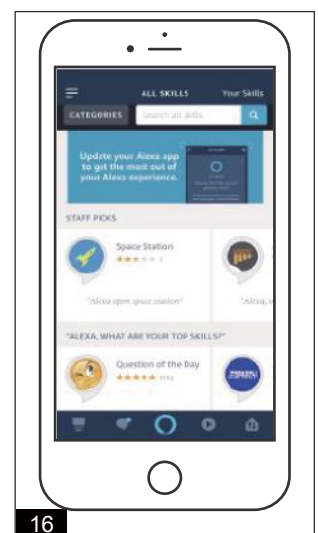 ALL SKILLS Your Skills
CATEGORIES Search all skills
Update your Alexa app
to get the most out of
your Alexa experience.
STAFF PICKS
Space Station
"Alexa open space station"
"Alexa,
"ALEXA, WHAT ARE YOUR TOP SKILLS?"
Question of the Day
16